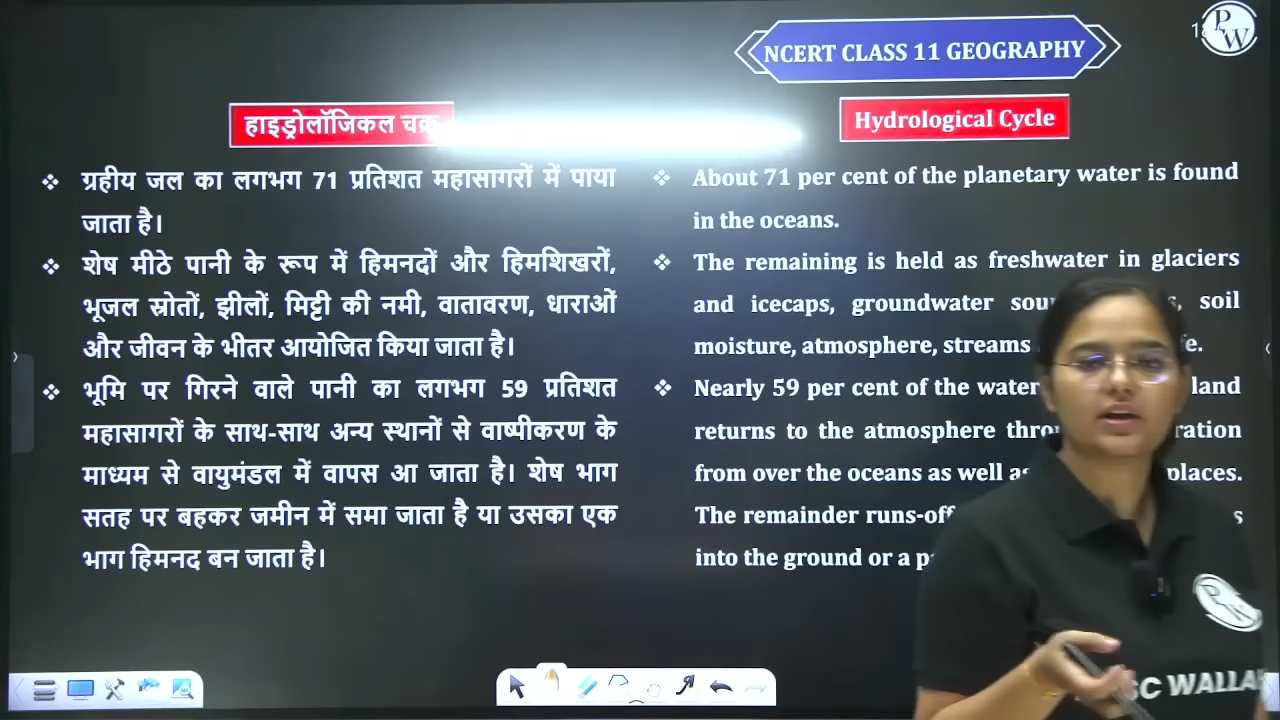 NCERT CLASS 11 GEOGRAPHY
PW
हाइड्रोलॉजिकल चक्र
Hydrological Cycle
❖ ग्रहीय जल का लगभग 71 प्रतिशत महासागरों में पाया
जाता है।
❖ शेष मीठे पानी के रूप में हिमनदों और हिमशिखरों,
भूजल स्रोतों, झीलों, मिट्टी की नमी, वातावरण, धाराओं
और जीवन के भीतर आयोजित किया जाता है।
❖ भूमि पर गिरने वाले पानी का लगभग 59 प्रतिशत
महासागरों के साथ-साथ अन्य स्थानों से वाष्पीकरण के
माध्यम से वायुमंडल में वापस आ जाता है। शेष भाग
सतह पर बहकर जमीन में समा जाता है या उसका एक
भाग हिमनद बन जाता है।
❖ About 71 per cent of the planetary water is found
in the oceans.
❖ The remaining is held as freshwater in glaciers
and icecaps, groundwater soil
moisture, atmosphere, streams
❖ Nearly 59 per cent of the water land
returns to the atmosphere
from over the oceans as well places.
The remainder runs-off
into the ground or a
PW
SC WALLAH